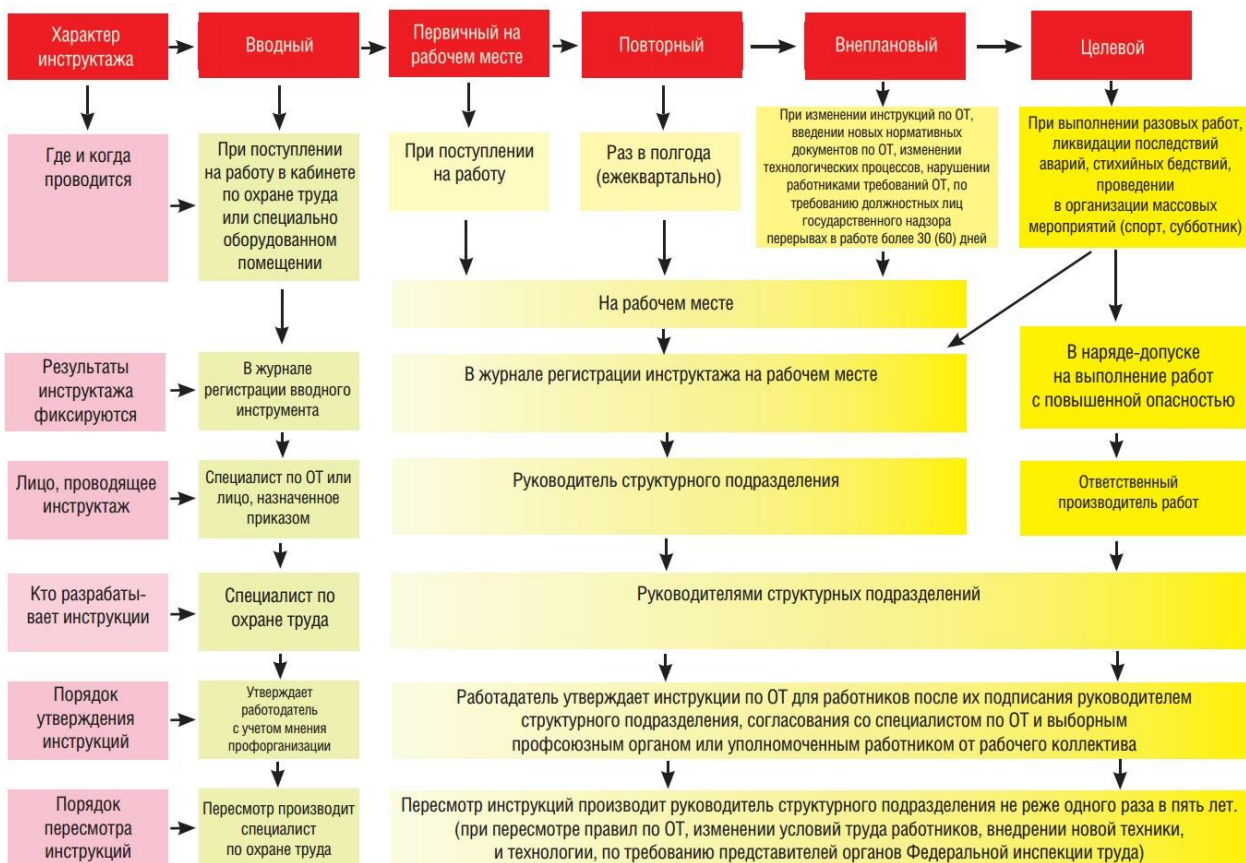 Характер
инструктажа
Вводный
Первичный на
рабочем месте
Повторный
Внеплановый
Целевой
Где и когда
проводится
При поступлении
на работу в кабинете
по охране труда
или специально
оборудованном
помещении
При поступлении
на работу
Раз в полгода
(ежеквартально)
При изменении инструкций по ОТ,
введении новых нормативных
документов по ОТ, изменении
технологических процессов, нарушении
работниками требований ОТ, по
требованию должностных лиц
государственного надзора
перерывах в работе более 30 (60) дней
При выполнении разовых работ,
ликвидации последствий
аварий, стихийных бедствий,
проведении
в организации массовых
мероприятий (спорт, субботник)
На рабочем месте
Результаты
инструктажа
фиксируются
В журнале
регистрации вводного
инструмента
В журнале регистрации инструктажа на рабочем месте
В наряде-допуске
на выполнение работ
с повышенной опасностью
Лицо, проводящее
инструктаж
Специалист по ОТ или
лицо, назначенное
приказом
Руководитель структурного подразделения
Ответственный
производитель работ
Кто разрабаты-
вает инструкции
Специалист по
охране труда
Руководителями структурных подразделений
Порядок
утверждения
инструкций
Утверждает
работодатель
с учетом мнения
профорганизации
Работадатель утверждает инструкции по ОТ для работников после их подписания руководителем
структурного подразделения, согласования со специалистом по ОТ и выборным
профсоюзным органом или уполномоченным работником от рабочего коллектива
Порядок
пересмотра
инструкций
Пересмотр производит
специалист
по охране труда
Пересмотр инструкций производит руководитель структурного подразделения не реже одного раза в пять лет.
(при пересмотре правил по ОТ, изменении условий труда работников, внедрении новой техники,
и технологии, по требованию представителей органов Федеральной инспекции труда)